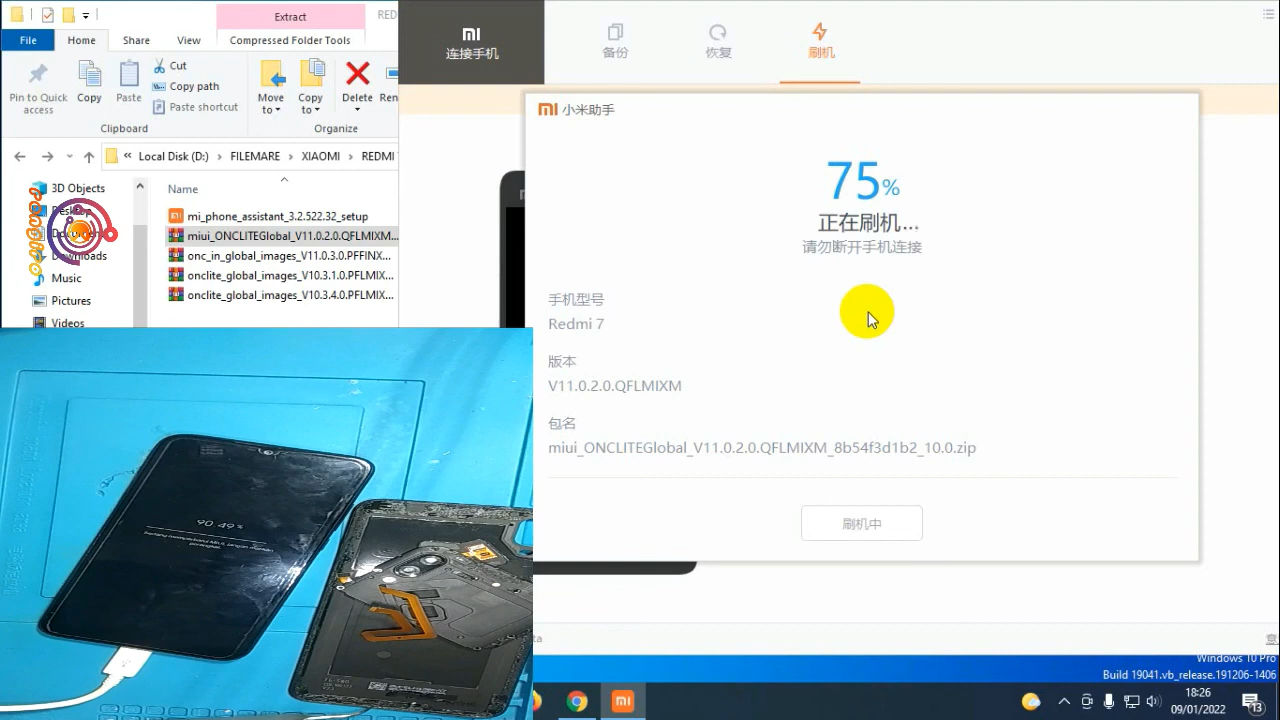 Extract
RED
File
Home
Share
View
Compressed Folder Tools
Pin to Quick access
Copy
Paste
Cut
Copy path
Paste shortcut
Move to
Copy to
Delete
Ren
Clipboard
Organize
« Local Disk (D:) > FILEMARE > XIAOMI > REDMI
Name
3D Objects
Music
Pictures
Videos
mi_phone_assistant_3.2.522.32_setup
miui_ONCLITEGlobal_V11.0.2.0.QFLMIXM...
onc_in_global_images_V11.0.3.0.PFFINX...
onclite_global_images_V10.3.1.0.PFLMIX...
onclite_global_images_V10.3.4.0.PFLMIX...
连接手机
备份
恢复
刷机
小米助手
75%
正在刷机...
请勿断开手机连接
手机型号
Redmi 7
版本
V11.0.2.0.QFLMIXM
包名
miui_ONCLITEGlobal_V11.0.2.0.QFLMIXM_8b54f3d1b2_10.0.zip
刷机中
90.49%
ta
Windows 10 Pro
Build 19041.vb_release.191206-1406
18:26
09/01/2022
13